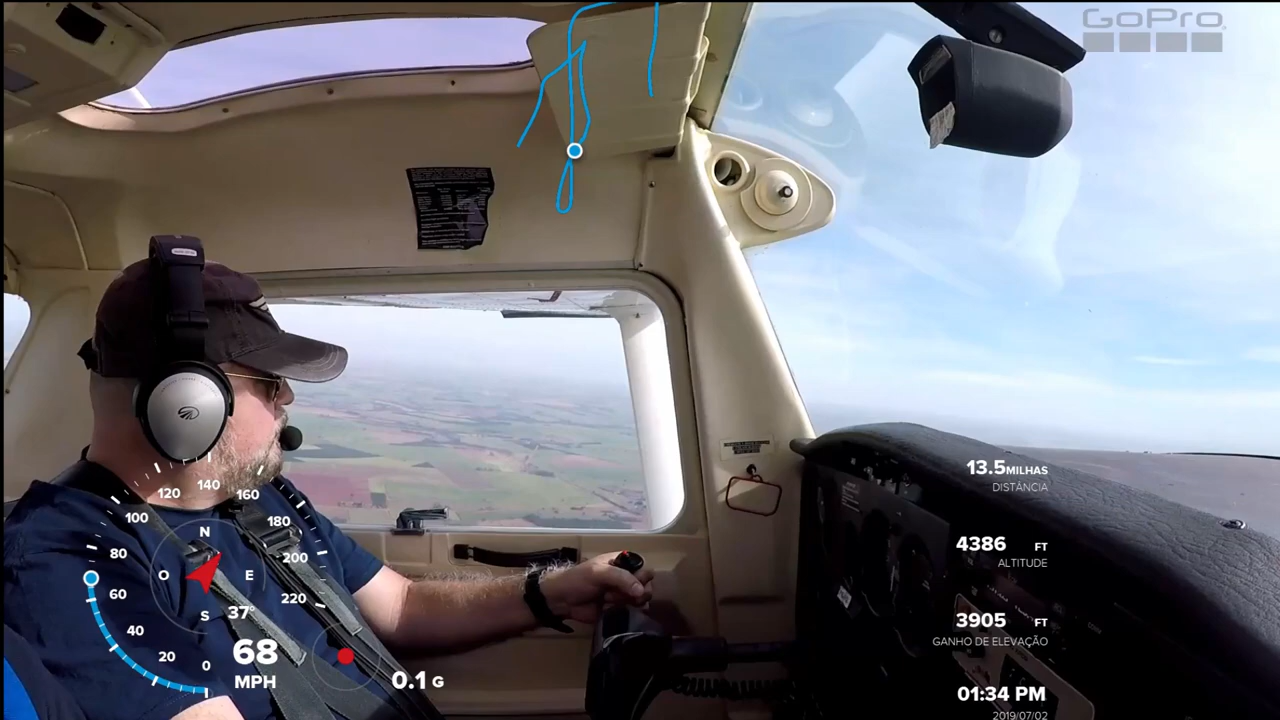 GoPro
13.5MILHAS
DISTÂNCIA
140
120
160
100
180
N
80
200
4386 FT
ALTITUDE
O
E
60
220
S
37°
3905 FT
GANHO DE ELEVAÇÃO
40
20
0
68
MPH
0.1 G
01:34 PM
2019/07/02